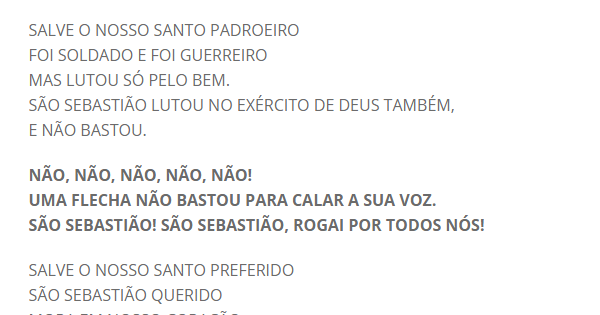 SALVE O NOSSO SANTO PADROEIRO
FOI SOLDADO E FOI GUERREIRO
MAS LUTOU SÓ PELO BEM.
SÃO SEBASTIÃO LUTOU NO EXÉRCITO DE DEUS TAMBÉM,
E NÃO BASTOU.
NÃO, NÃO, NÃO, NÃO, NÃO!
UMA FLECHA NÃO BASTOU PARA CALAR A SUA VOZ.
SÃO SEBASTIÃO! SÃO SEBASTIÃO, ROGAI POR TODOS NÓS!
SALVE O NOSSO SANTO PREFERIDO
SÃO SEBASTIÃO QUERIDO